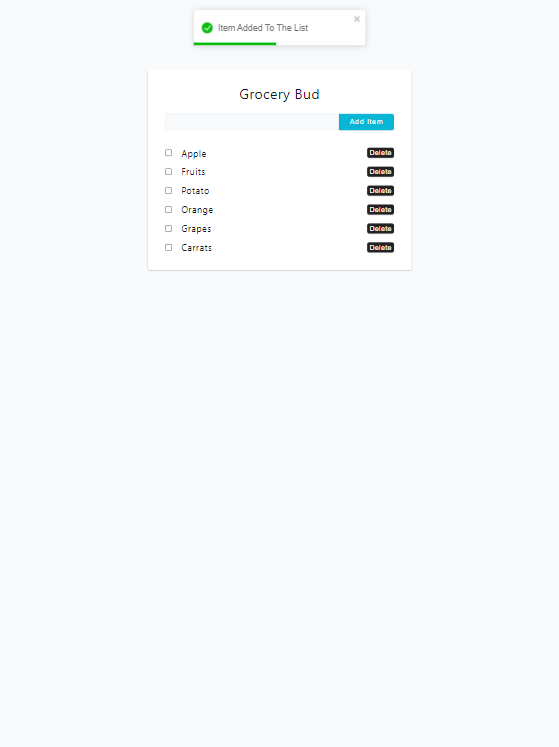 Item Added To The List
Grocery Bud
Add Item
Apple Delete
Fruits Delete
Potato Delete
Orange Delete
Grapes Delete
Carrats Delete